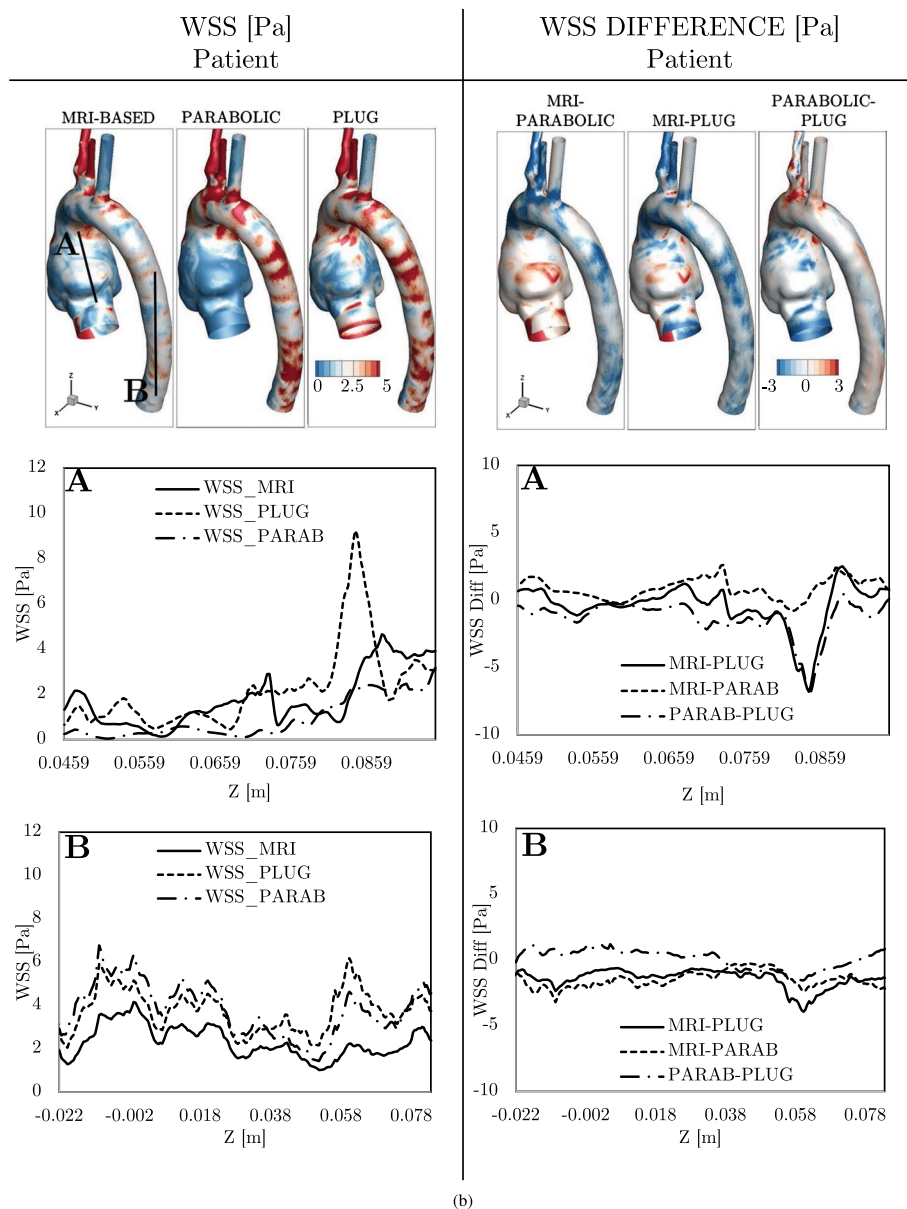 WSS [Pa]
Patient
WSS DIFFERENCE [Pa]
Patient
MRI-BASED
PARABOLIC
PLUG
A
B
0 2.5 5
Z
X
Y
MRI-
PARABOLIC
MRI-PLUG
PARABOLIC-
PLUG
-3 0 3
Z
X
Y
A
WSS_MRI
WSS_PLUG
WSS_PARAB
WSS [Pa]
12
10
8
6
4
2
0
0.0459 0.0559 0.0659 0.0759 0.0859
Z [m]
A
WSS Diff [Pa]
10
5
0
-5
-10
MRI-PLUG
MRI-PARAB
PARAB-PLUG
0.0459 0.0559 0.0659 0.0759 0.0859
Z [m]
B
WSS_MRI
WSS_PLUG
WSS_PARAB
WSS [Pa]
12
10
8
6
4
2
0
-0.022 -0.002 0.018 0.038 0.058 0.078
Z [m]
B
WSS Diff [Pa]
10
5
0
-5
-10
MRI-PLUG
MRI-PARAB
PARAB-PLUG
-0.022 -0.002 0.018 0.038 0.058 0.078
Z [m]
(b)